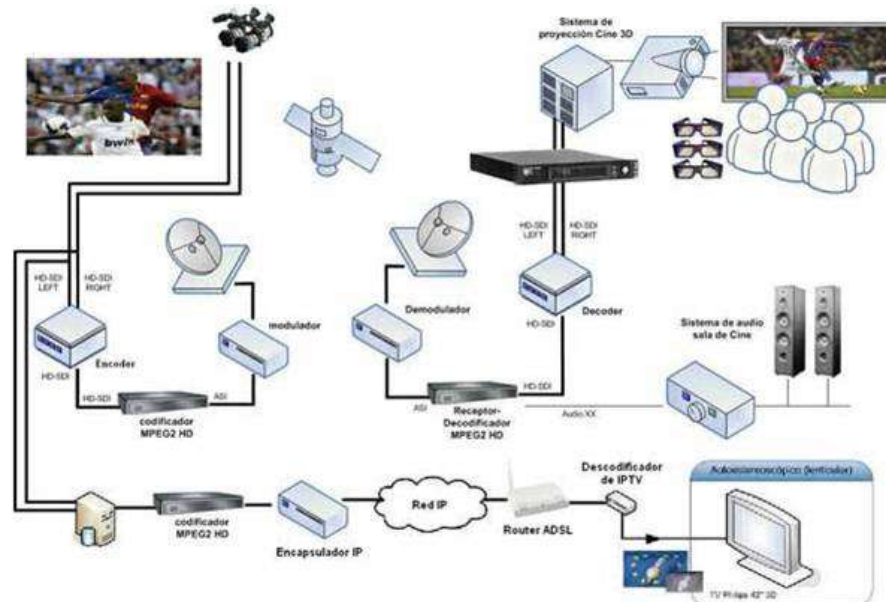 Sistema de
proyección Cine 3D
bwin
HD-SDI
LEFT
HD-SDI
RIGHT
HD-SDI
LEFT
HD-SDI
RIGHT
modulador
Demodulador
Decoder
Sistema de audio
sala de Cine
Encoder
HD-SDI
HD-SDI
HD-SDI
ASI
codificador
MPEG2 HD
ASI
HD-SDI
Receptor-
Decodificador
MPEG2 HD
Audio XX
Descodificador
de IPTV
Autoestereoscópico (lenticular)
codificador
MPEG2 HD
Encapsulador IP
Red IP
Router ADSL
TV Philips 42" 3D